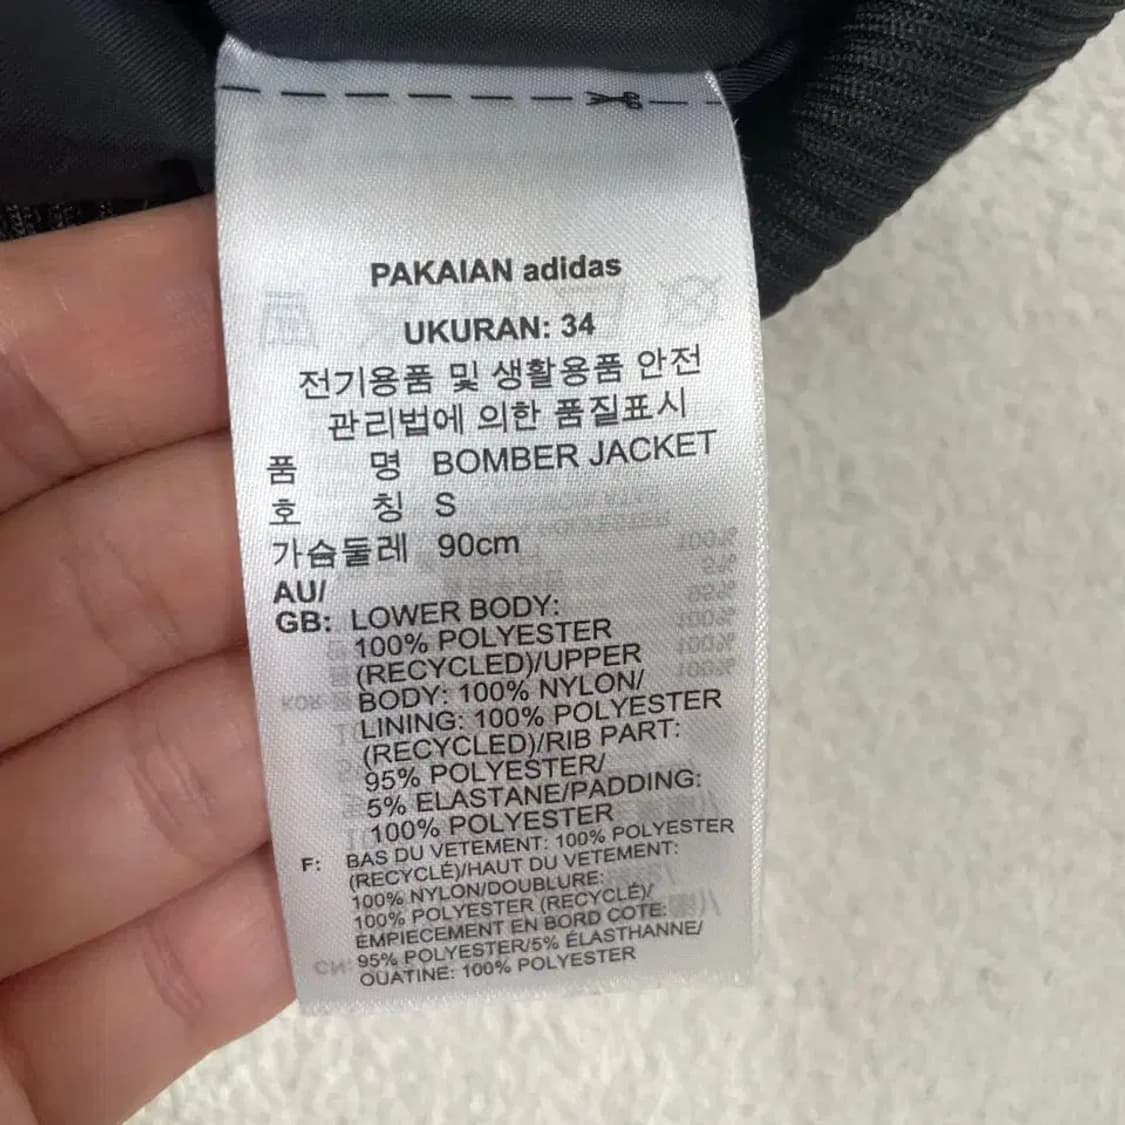 PAKAIAN adidas
UKURAN: 34
전기용품 및 생활용품 안전
관리법에 의한 품질표시
품 명 BOMBER JACKET
호 칭 S
가슴둘레 90cm
AU/
GB: LOWER BODY:
100% POLYESTER
(RECYCLED)/UPPER
BODY: 100% NYLON/
LINING: 100% POLYESTER
(RECYCLED)/RIB PART:
95% POLYESTER/
5% ELASTANE/PADDING:
100% POLYESTER
F: BAS DU VETEMENT: 100% POLYESTER
(RECYCLÉ)/HAUT DU VETEMENT:
100% NYLON/DOUBLURE:
100% POLYESTER (RECYCLÉ)/
EMPIECEMENT EN BORD COTE:
95% POLYESTER/5% ÉLASTHANNE/
OUATINE: 100% POLYESTER